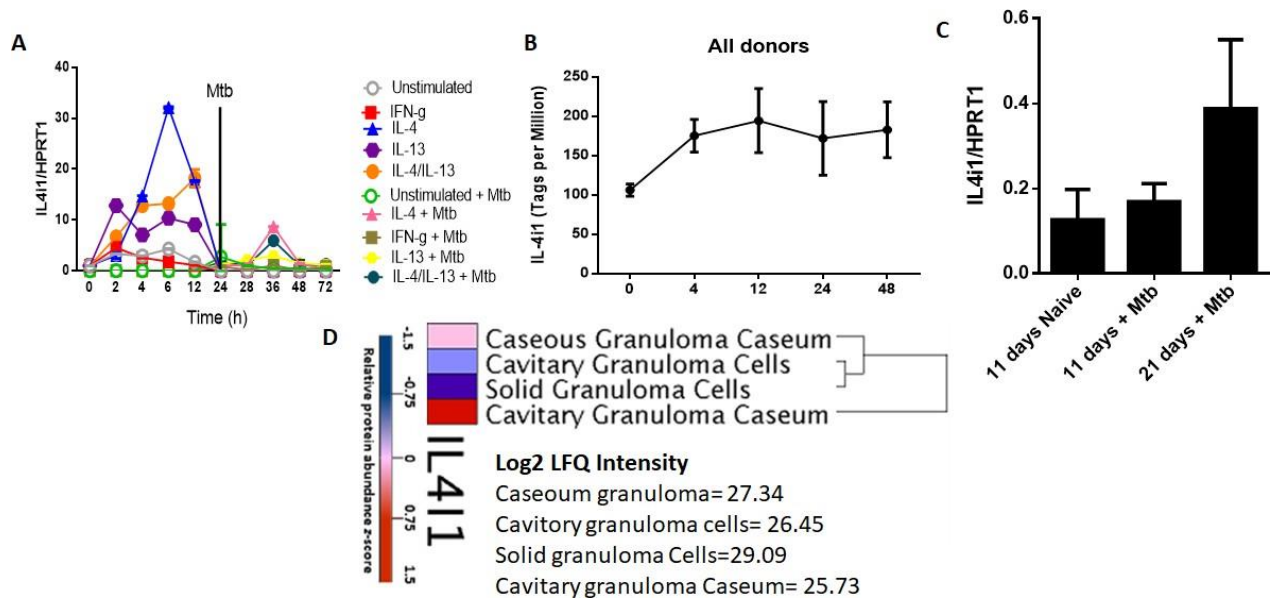 A
IL4i1/HPRT1
40
30
20
10
0
Mtb
0 2 4 6 12 24 28 36 48 72
Time (h)
Unstimulated
IFN-g
IL-4
IL-13
IL-4/IL-13
Unstimulated + Mtb
IL-4 + Mtb
IFN-g + Mtb
IL-13 + Mtb
IL-4/IL-13 + Mtb
B
All donors
IL-4i1 (Tags per Million)
250
200
150
100
50
0
0 4 12 24 48
C
IL4i1/HPRT1
0.6
0.4
0.2
0.0
11 days Naive
11 days + Mtb
21 days + Mtb
D
Relative protein abundance z-score
-1.5
-0.75
0
0.75
1.5
Caseous Granuloma Caseum
Cavitary Granuloma Cells
Solid Granuloma Cells
Cavitary Granuloma Caseum
IL4I1
Log2 LFQ Intensity
Caseoum granuloma= 27.34
Cavitory granuloma cells= 26.45
Solid granuloma Cells=29.09
Cavitary granuloma Caseum= 25.73